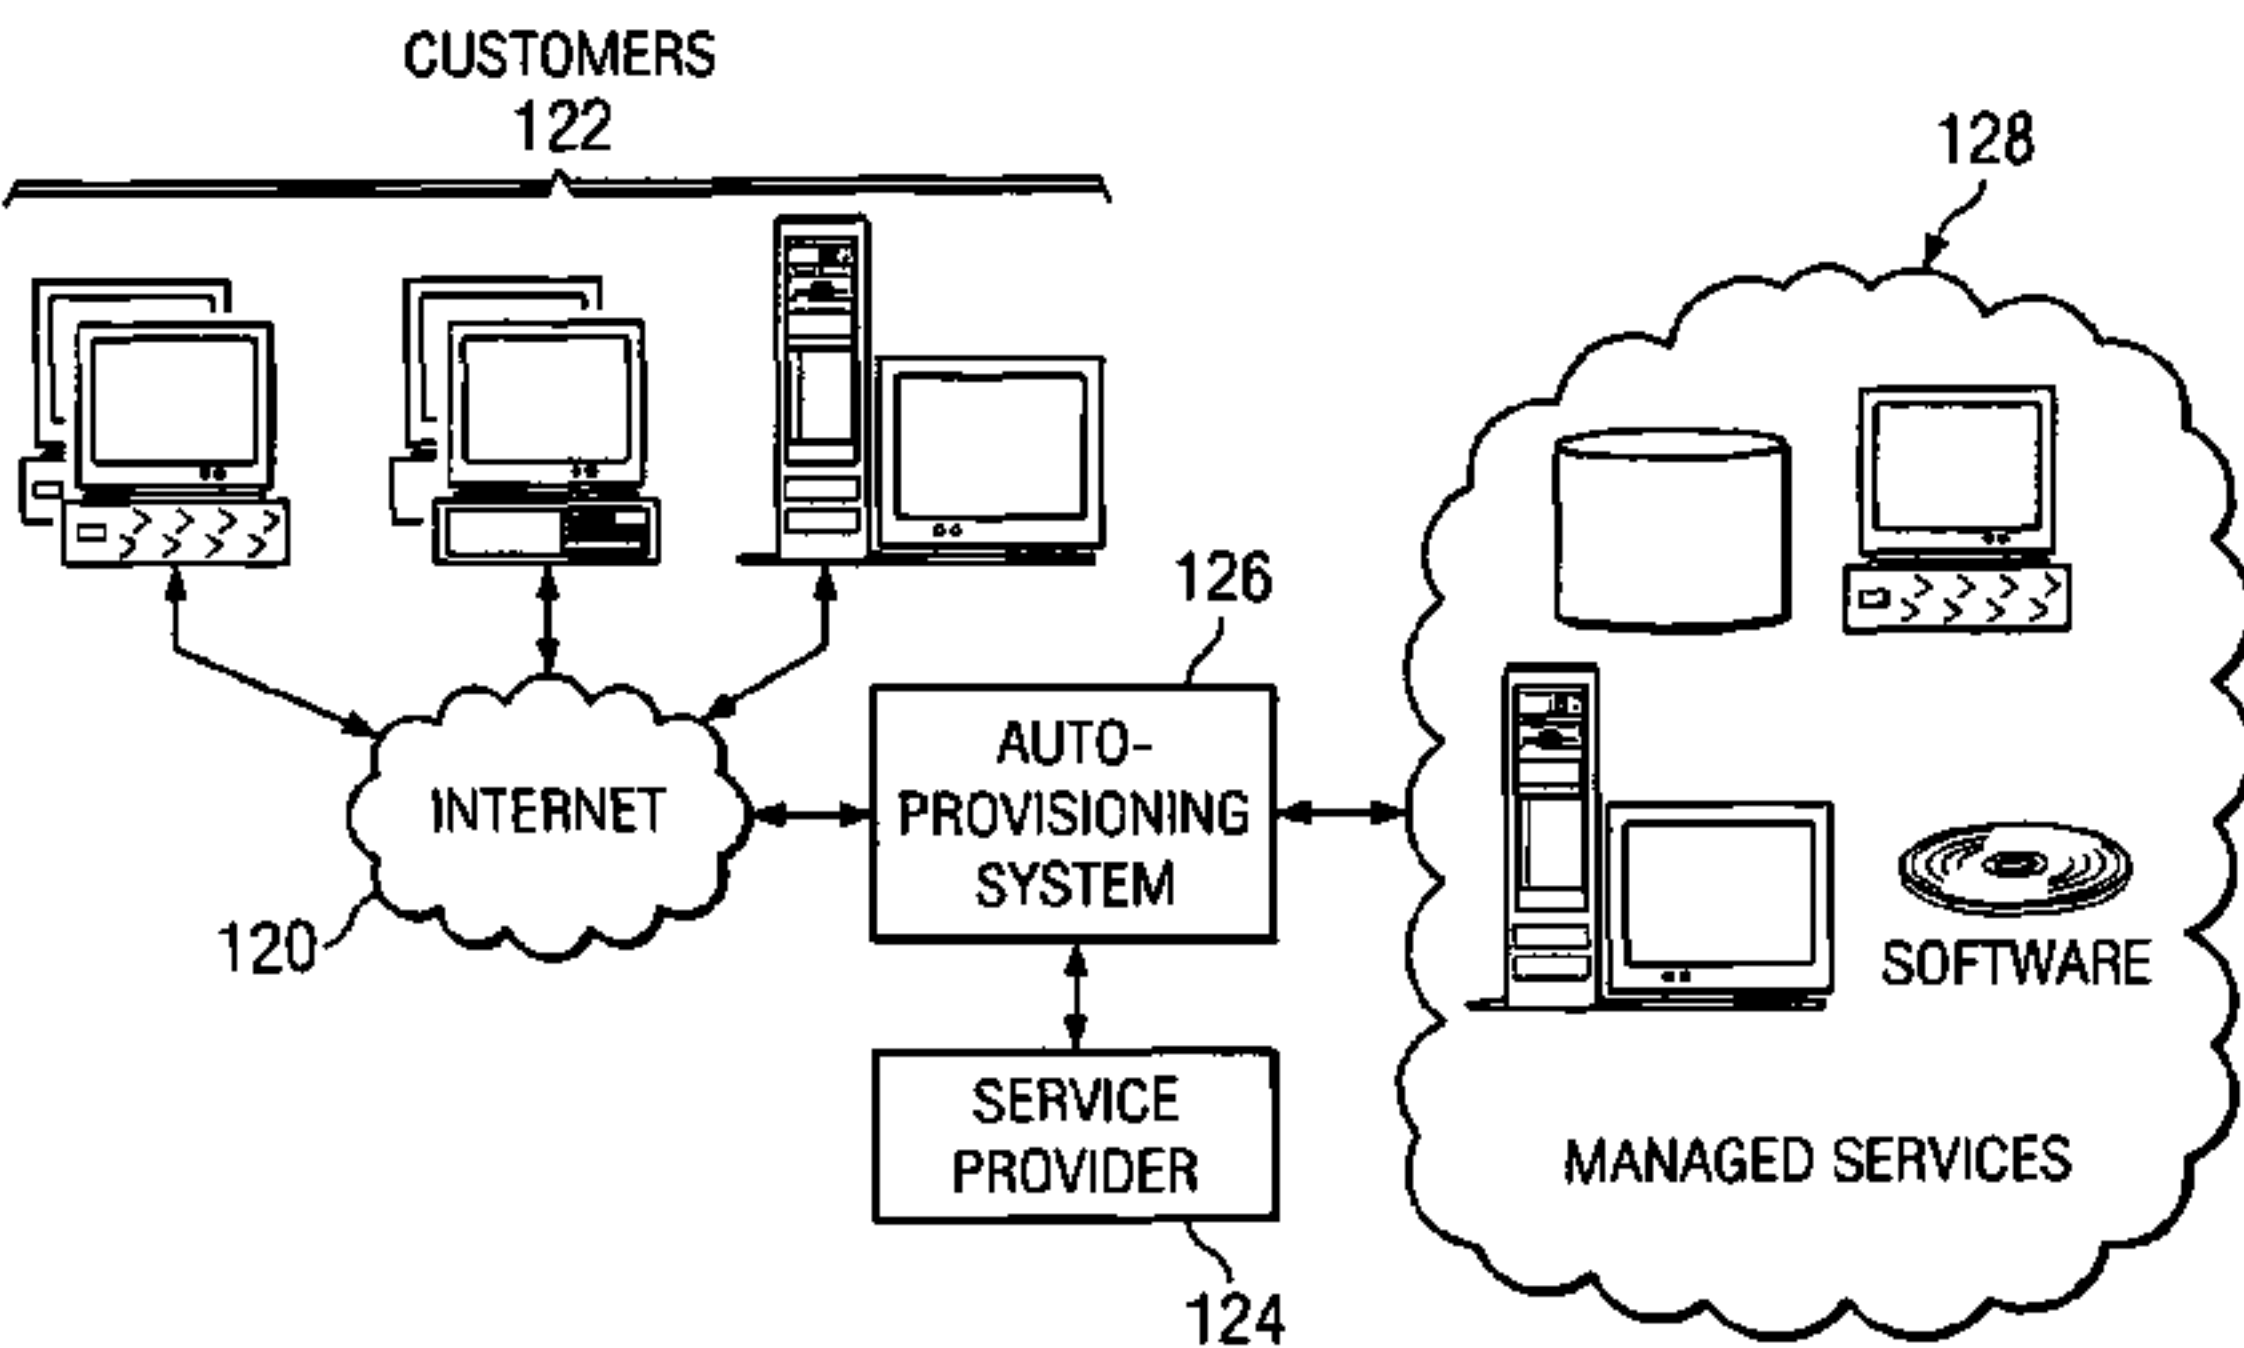 CUSTOMERS
122
128
126
AUTO-
PROVISIONING
SYSTEM
INTERNET
120
SOFTWARE
SERVICE
PROVIDER
MANAGED SERVICES
124